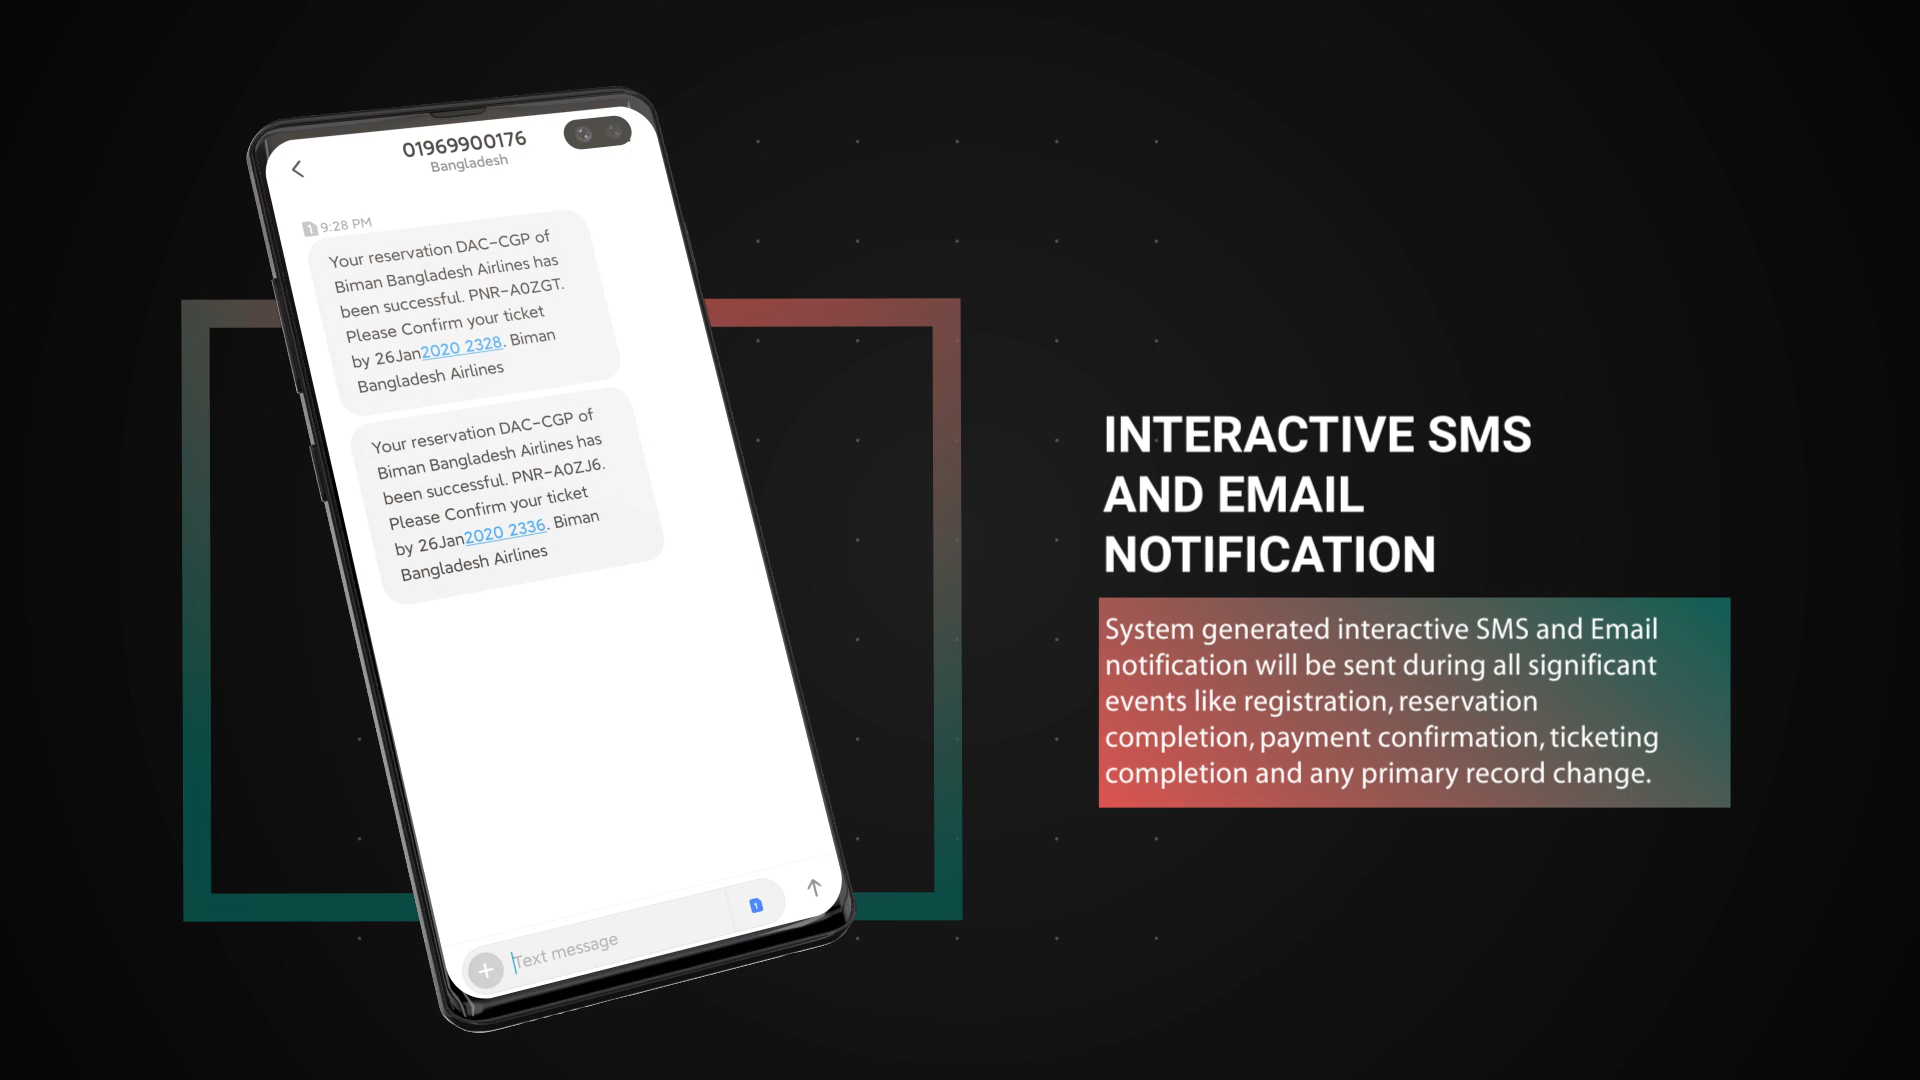 01969900176
Bangladesh
1 9:28 PM
Your reservation DAC-CGP of
Biman Bangladesh Airlines has
been successful. PNR-A0ZGT.
Please Confirm your ticket
by 26Jan2020 2328. Biman
Bangladesh Airlines
Your reservation DAC-CGP of
Biman Bangladesh Airlines has
been successful. PNR-A0ZJ6.
Please Confirm your ticket
by 26Jan2020 2336. Biman
Bangladesh Airlines
Text message
1
INTERACTIVE SMS
AND EMAIL
NOTIFICATION
System generated interactive SMS and Email
notification will be sent during all significant
events like registration, reservation
completion, payment confirmation, ticketing
completion and any primary record change.